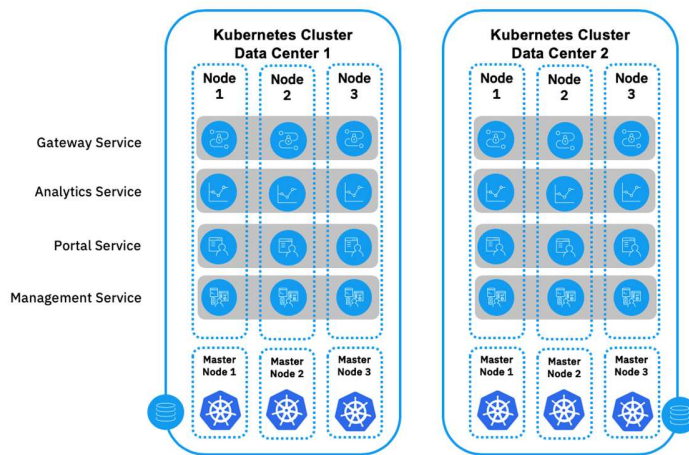 Kubernetes Cluster
Data Center 1
Node
1
Node
2
Node
3
Gateway Service
Analytics Service
Portal Service
Management Service
Master
Node 1
Master
Node 2
Master
Node 3
Kubernetes Cluster
Data Center 2
Node
1
Node
2
Node
3
Master
Node 1
Master
Node 2
Master
Node 3